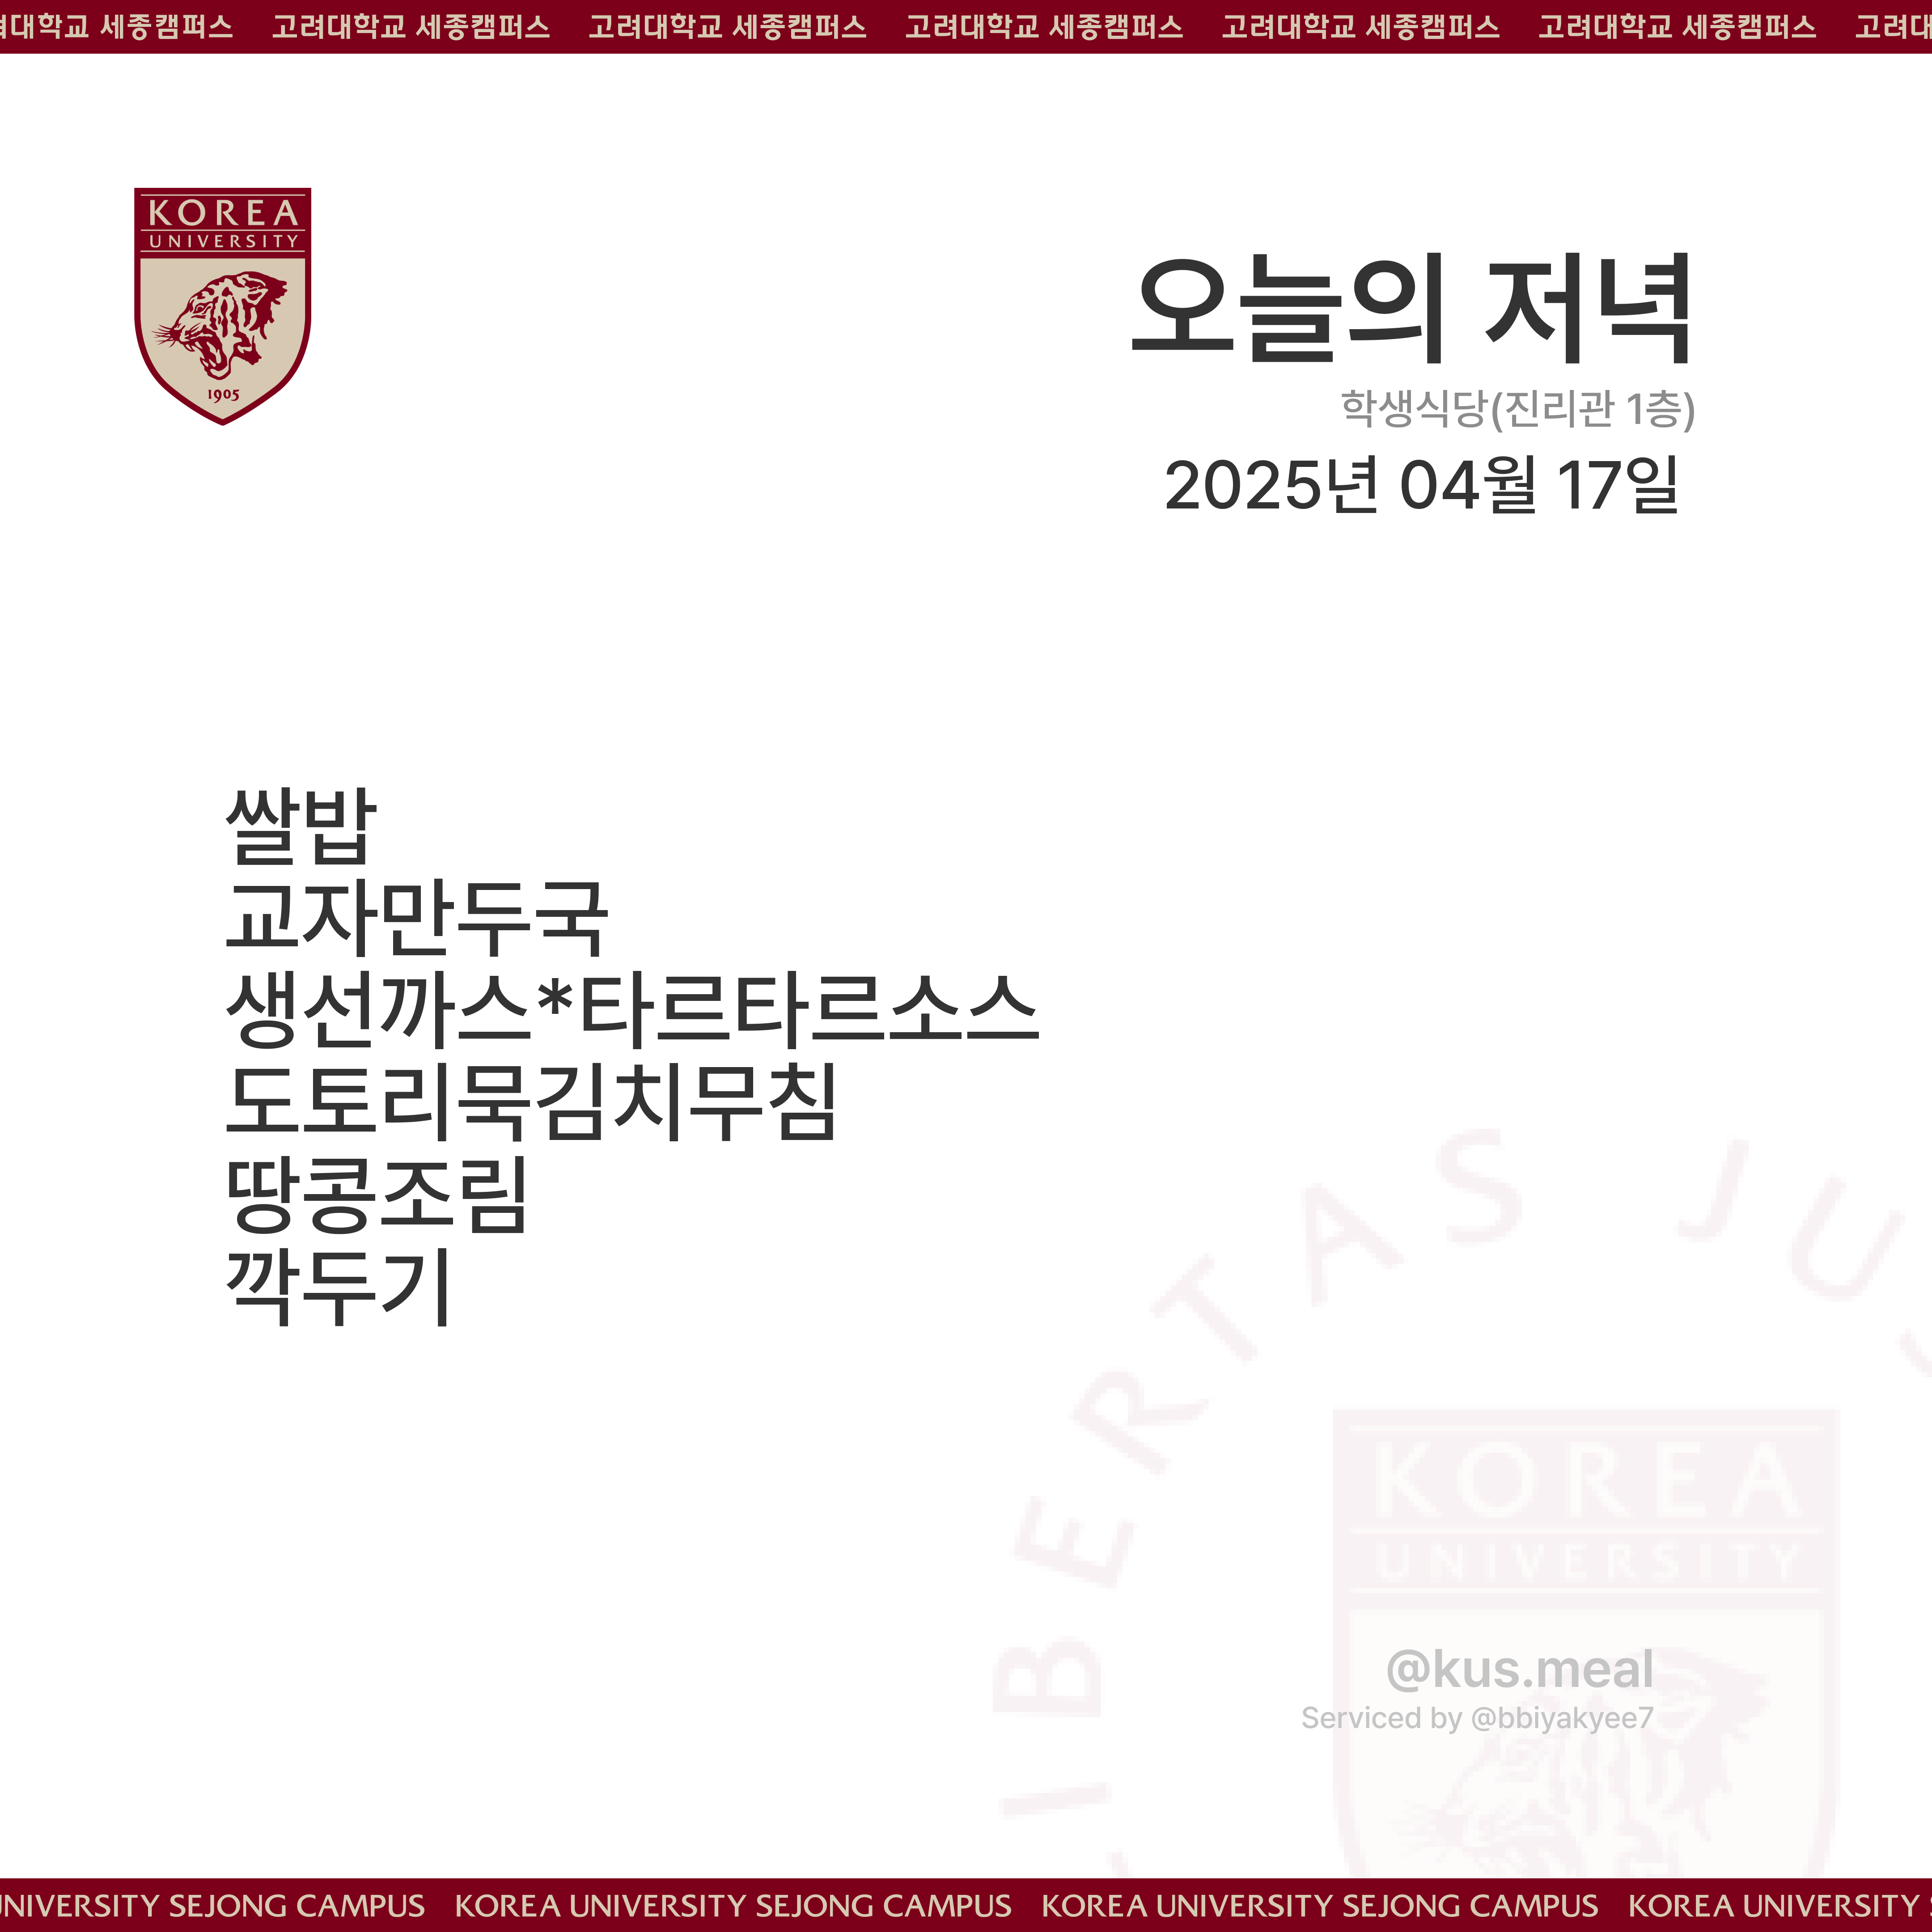 려대학교 세종캠퍼스 고려대학교 세종캠퍼스 고려대학교 세종캠퍼스 고려대학교 세종캠퍼스 고려대학교 세종캠퍼스 고려대학교 세종캠퍼스 고려대
KOREA
UNIVERSITY
1905
오늘의 저녁
학생식당(진리관 1층)
2025년 04월 17일
쌀밥
교자만두국
생선까스*타르타르소스
도토리묵김치무침
땅콩조림
깍두기
IBERTAS JU
KOREA
UNIVERSITY
@kus.meal
Serviced by @bbiyakyee7
UNIVERSITY SEJONG CAMPUS KOREA UNIVERSITY SEJONG CAMPUS KOREA UNIVERSITY SEJONG CAMPUS KOREA UNIVERSITY